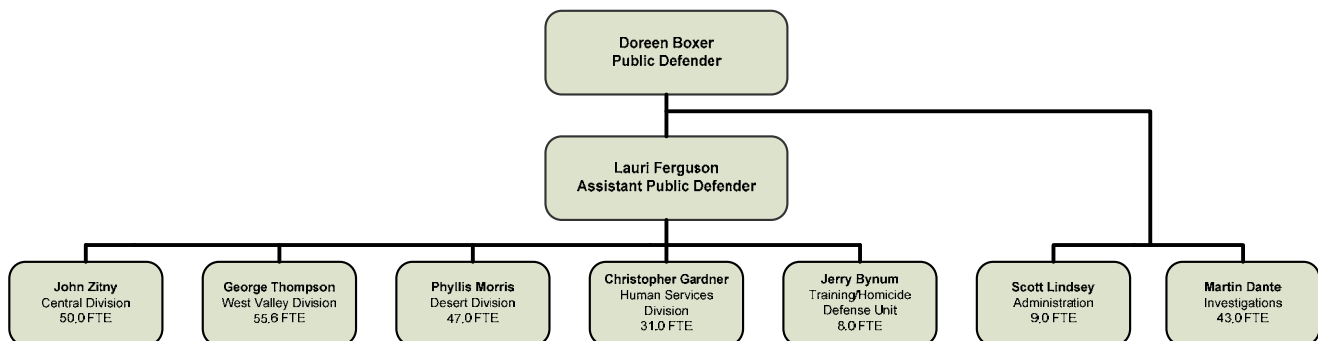 Doreen Boxer
Public Defender
Lauri Ferguson
Assistant Public Defender
John Zitny
Central Division
50.0 FTE
George Thompson
West Valley Division
55.6 FTE
Phyllis Morris
Desert Division
47.0 FTE
Christopher Gardner
Human Services
Division
31.0 FTE
Jerry Bynum
Training/Homicide
Defense Unit
8.0 FTE
Scott Lindsey
Administration
9.0 FTE
Martin Dante
Investigations
43.0 FTE